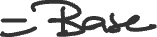 = Base